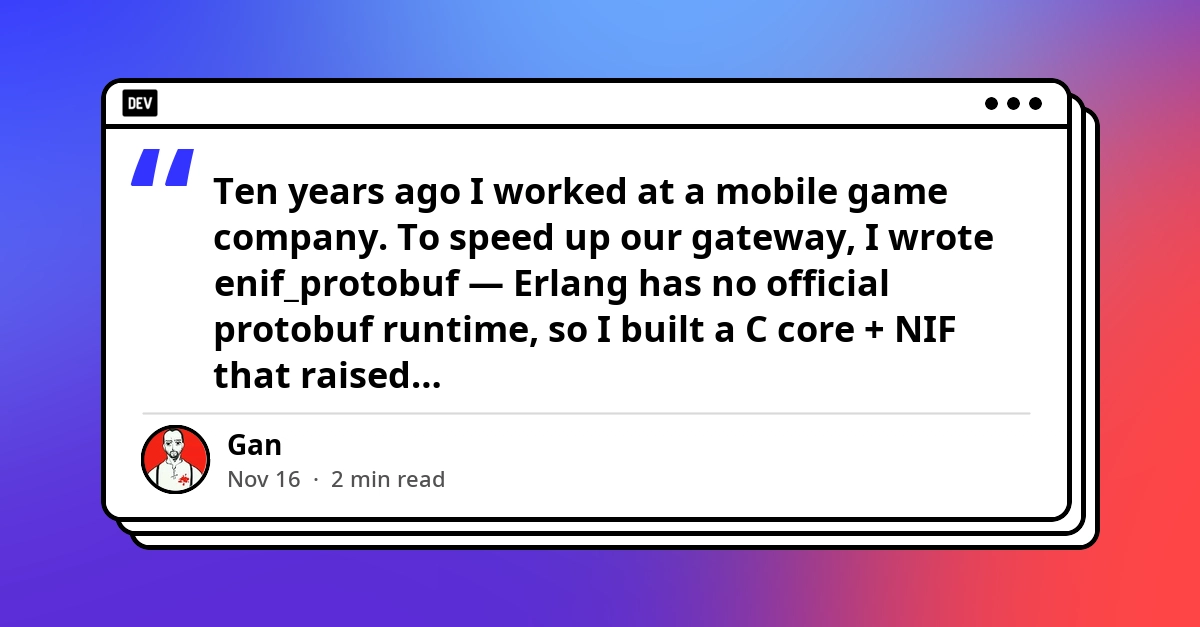 DEV
“
Ten years ago I worked at a mobile game
company. To speed up our gateway, I wrote
enif_protobuf — Erlang has no official
protobuf runtime, so I built a C core + NIF
that raised...
Gan
Nov 16 · 2 min read